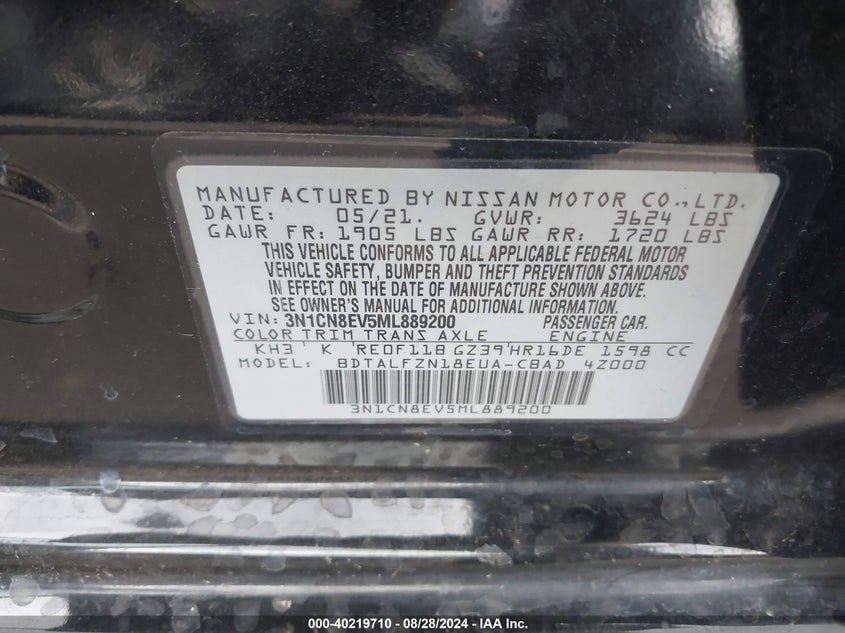 MANUFACTURED BY NISSAN MOTOR CO., LTD.
DATE: 05/21. GVWR: 3624 LBS
GAWR FR: 1905 LBS GAWR RR: 1720 LBS
THIS VEHICLE CONFORMS TO ALL APPLICABLE FEDERAL MOTOR
VEHICLE SAFETY, BUMPER AND THEFT PREVENTION STANDARDS
IN EFFECT ON THE DATE OF MANUFACTURE SHOWN ABOVE.
SEE OWNER'S MANUAL FOR ADDITIONAL INFORMATION.
VIN: 3N1CN8EV5ML889200 PASSENGER CAR.
COLOR TRIM TRANS AXLE ENGINE
KH3 K RE0F11B GZ39 HR16DE 1598 CC
MODEL: BDTALFZN18EUA-CBAD 4Z000
3N1CN8EV5ML889200
000-40219710 - 08/28/2024 - IAA Inc.